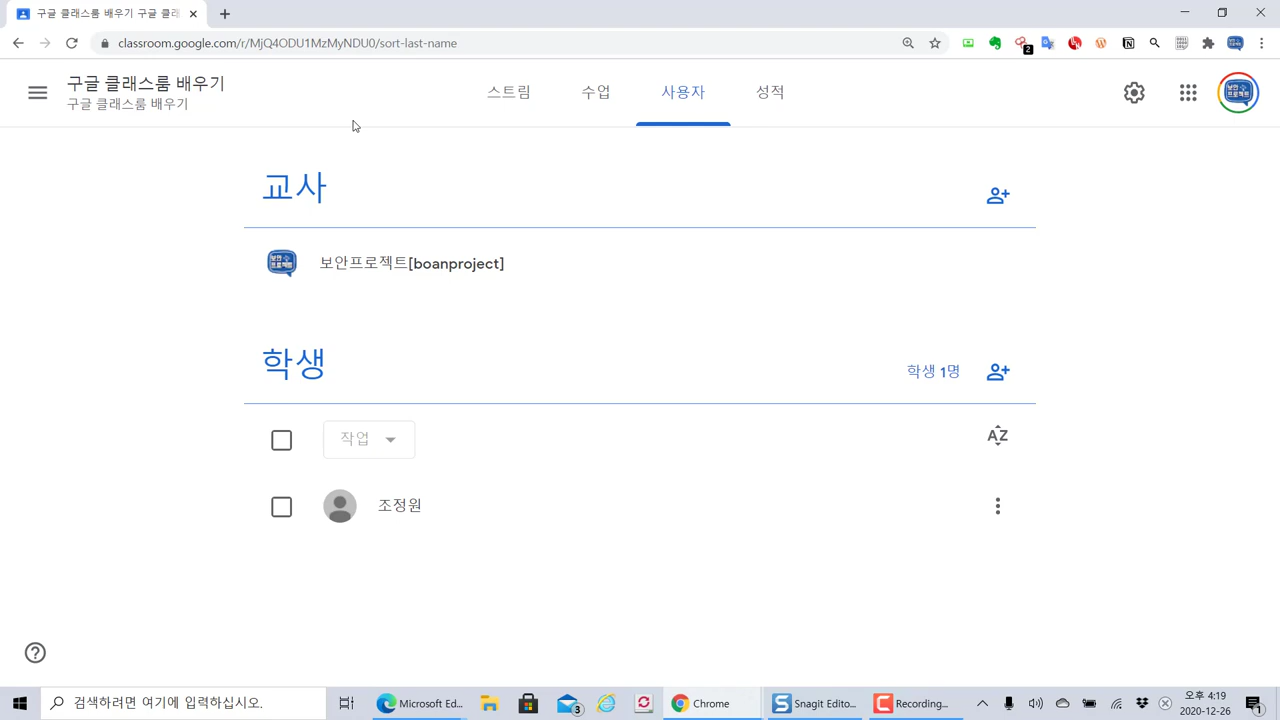 구글 클래스룸 배우기 구글 클래
classroom.google.com/r/MjQ4ODU1MzMyNDU0/sort-last-name
2
구글 클래스룸 배우기
구글 클래스룸 배우기
스트림
수업
사용자
성적
교사
보안프로젝트[boanproject]
학생
학생 1명
작업
AZ
조정원
검색하려면 여기에 입력하십시오.
Microsoft Ed...
3
Chrome
Snagit Edito...
Recording...
오후 4:19
2020-12-26
1